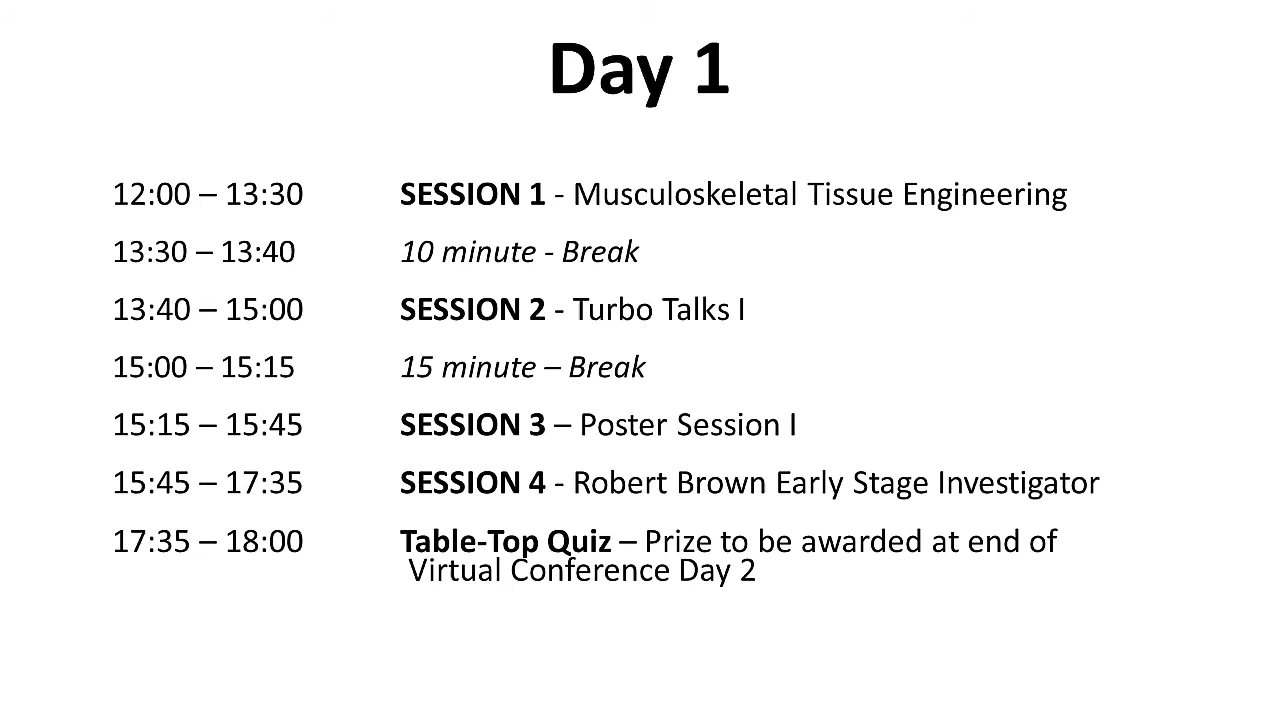 Day 1
12:00 – 13:30 SESSION 1 - Musculoskeletal Tissue Engineering
13:30 – 13:40 10 minute - Break
13:40 – 15:00 SESSION 2 - Turbo Talks I
15:00 – 15:15 15 minute – Break
15:15 – 15:45 SESSION 3 – Poster Session I
15:45 – 17:35 SESSION 4 - Robert Brown Early Stage Investigator
17:35 – 18:00 Table-Top Quiz – Prize to be awarded at end of
Virtual Conference Day 2